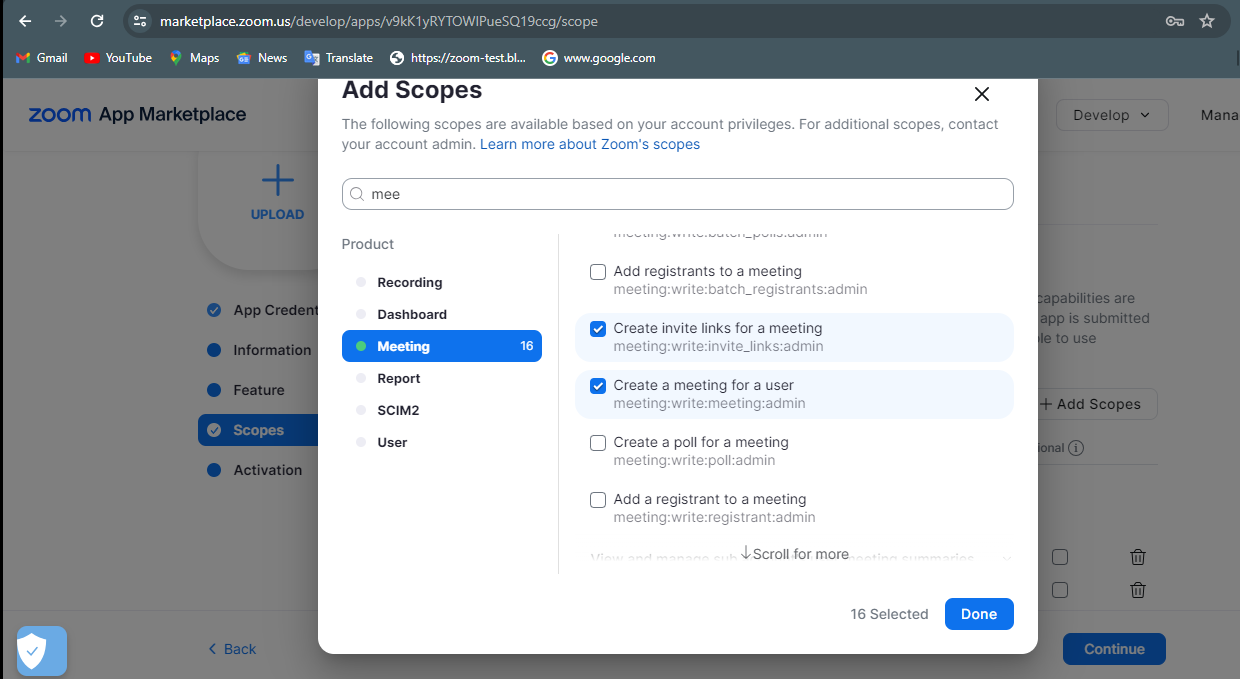 marketplace.zoom.us/develop/apps/v9kK1yRYTOWIPueSQ19ccg/scope
Gmail
YouTube
Maps
News
Translate
https://zoom-test.bl...
www.google.com
zoom App Marketplace
Develop
Mana
UPLOAD
App Credent
Information
Feature
Scopes
Activation
Back
Add Scopes
The following scopes are available based on your account privileges. For additional scopes, contact
your account admin. Learn more about Zoom's scopes
mee
Product
Recording
Dashboard
Meeting 16
Report
SCIM2
User
meeting:write:batch_polls:admin
Add registrants to a meeting
meeting:write:batch_registrants:admin
Create invite links for a meeting
meeting:write:invite_links:admin
Create a meeting for a user
meeting:write:meeting:admin
Create a poll for a meeting
meeting:write:poll:admin
Add a registrant to a meeting
meeting:write:registrant:admin
View and manage sub meeting summaries
Scroll for more
16 Selected
Done
capabilities are
app is submitted
le to use
Add Scopes
ional
Continue